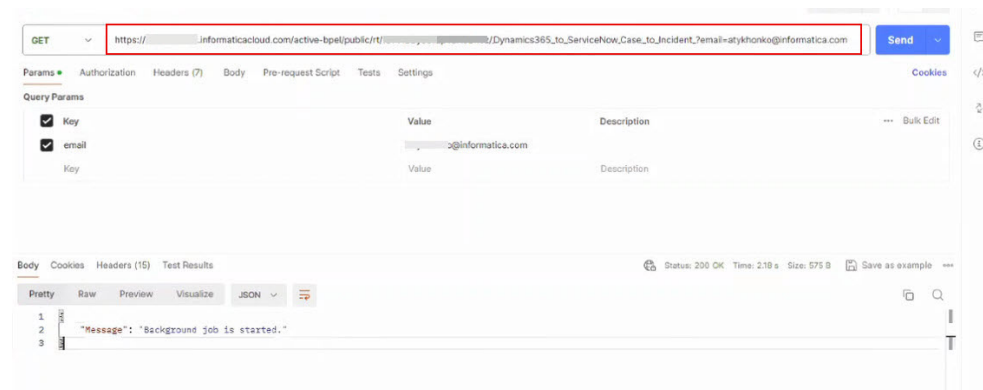 GET https:// .informaticacloud.com/active-bpel/public/rt/ /Dynamics365_to_ServiceNow_Case_to_Incident_?email=atykhonko@informatica.com Send
Params Authorization Headers (7) Body Pre-request Script Tests Settings Cookies
Query Params
Key Value Description ··· Bulk Edit
email @informatica.com
Key Value Description
Body Cookies Headers (15) Test Results Status: 200 OK Time: 2.18 s Size: 575 B Save as example ···
Pretty Raw Preview Visualize JSON
1 {
2 "Message": "Background job is started."
3 }